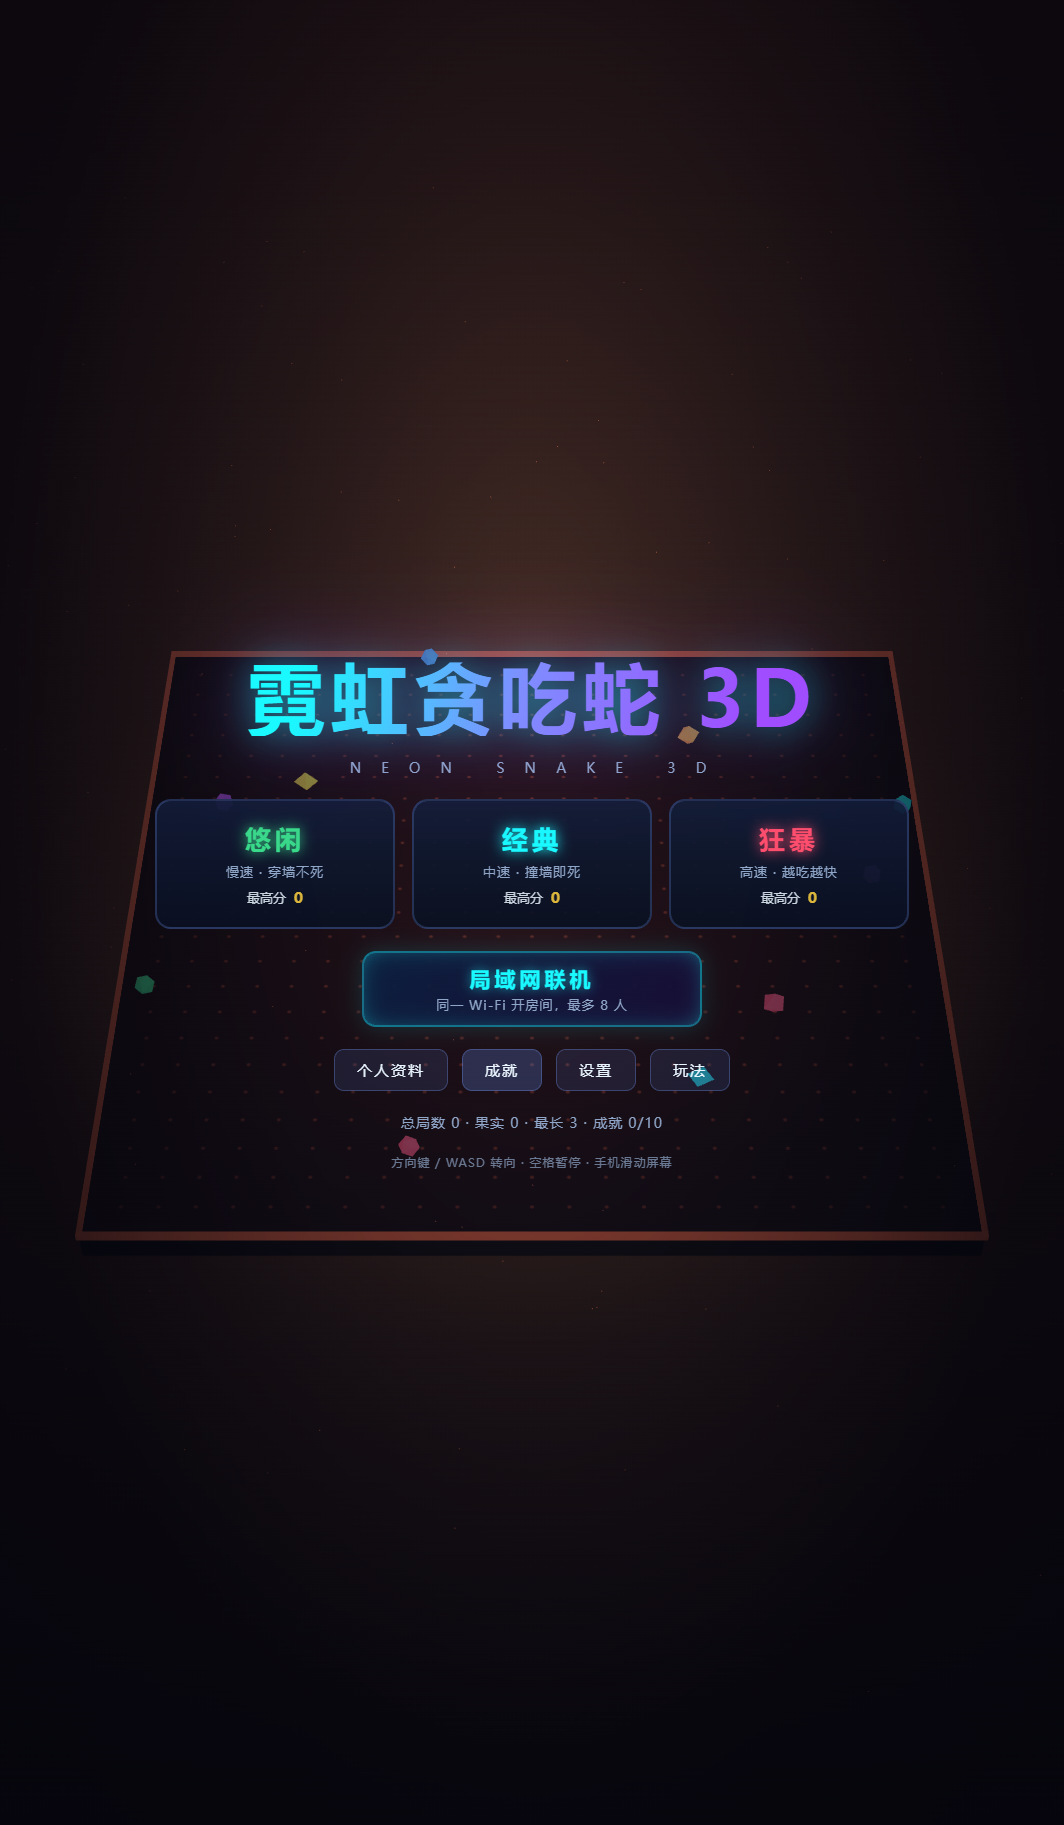 霓虹贪吃蛇 3D
NEON SNAKE 3D
悠闲
慢速 · 穿墙不死
最高分 0
经典
中速 · 撞墙即死
最高分 0
狂暴
高速 · 越吃越快
最高分 0
局域网联机
同一 Wi-Fi 开房间，最多 8 人
个人资料 成就 设置 玩法
总局数 0 · 果实 0 · 最长 3 · 成就 0/10
方向键 / WASD 转向 · 空格暂停 · 手机滑动屏幕